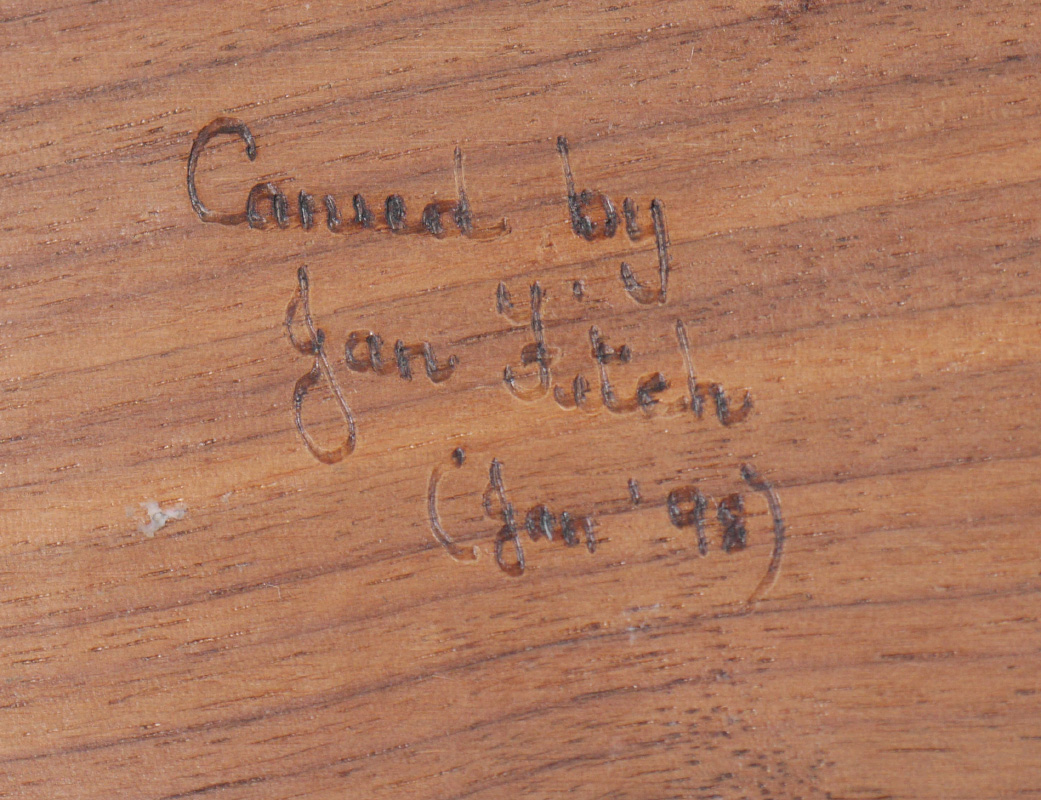 Carved by
Jan Fitch
(Jan '98)